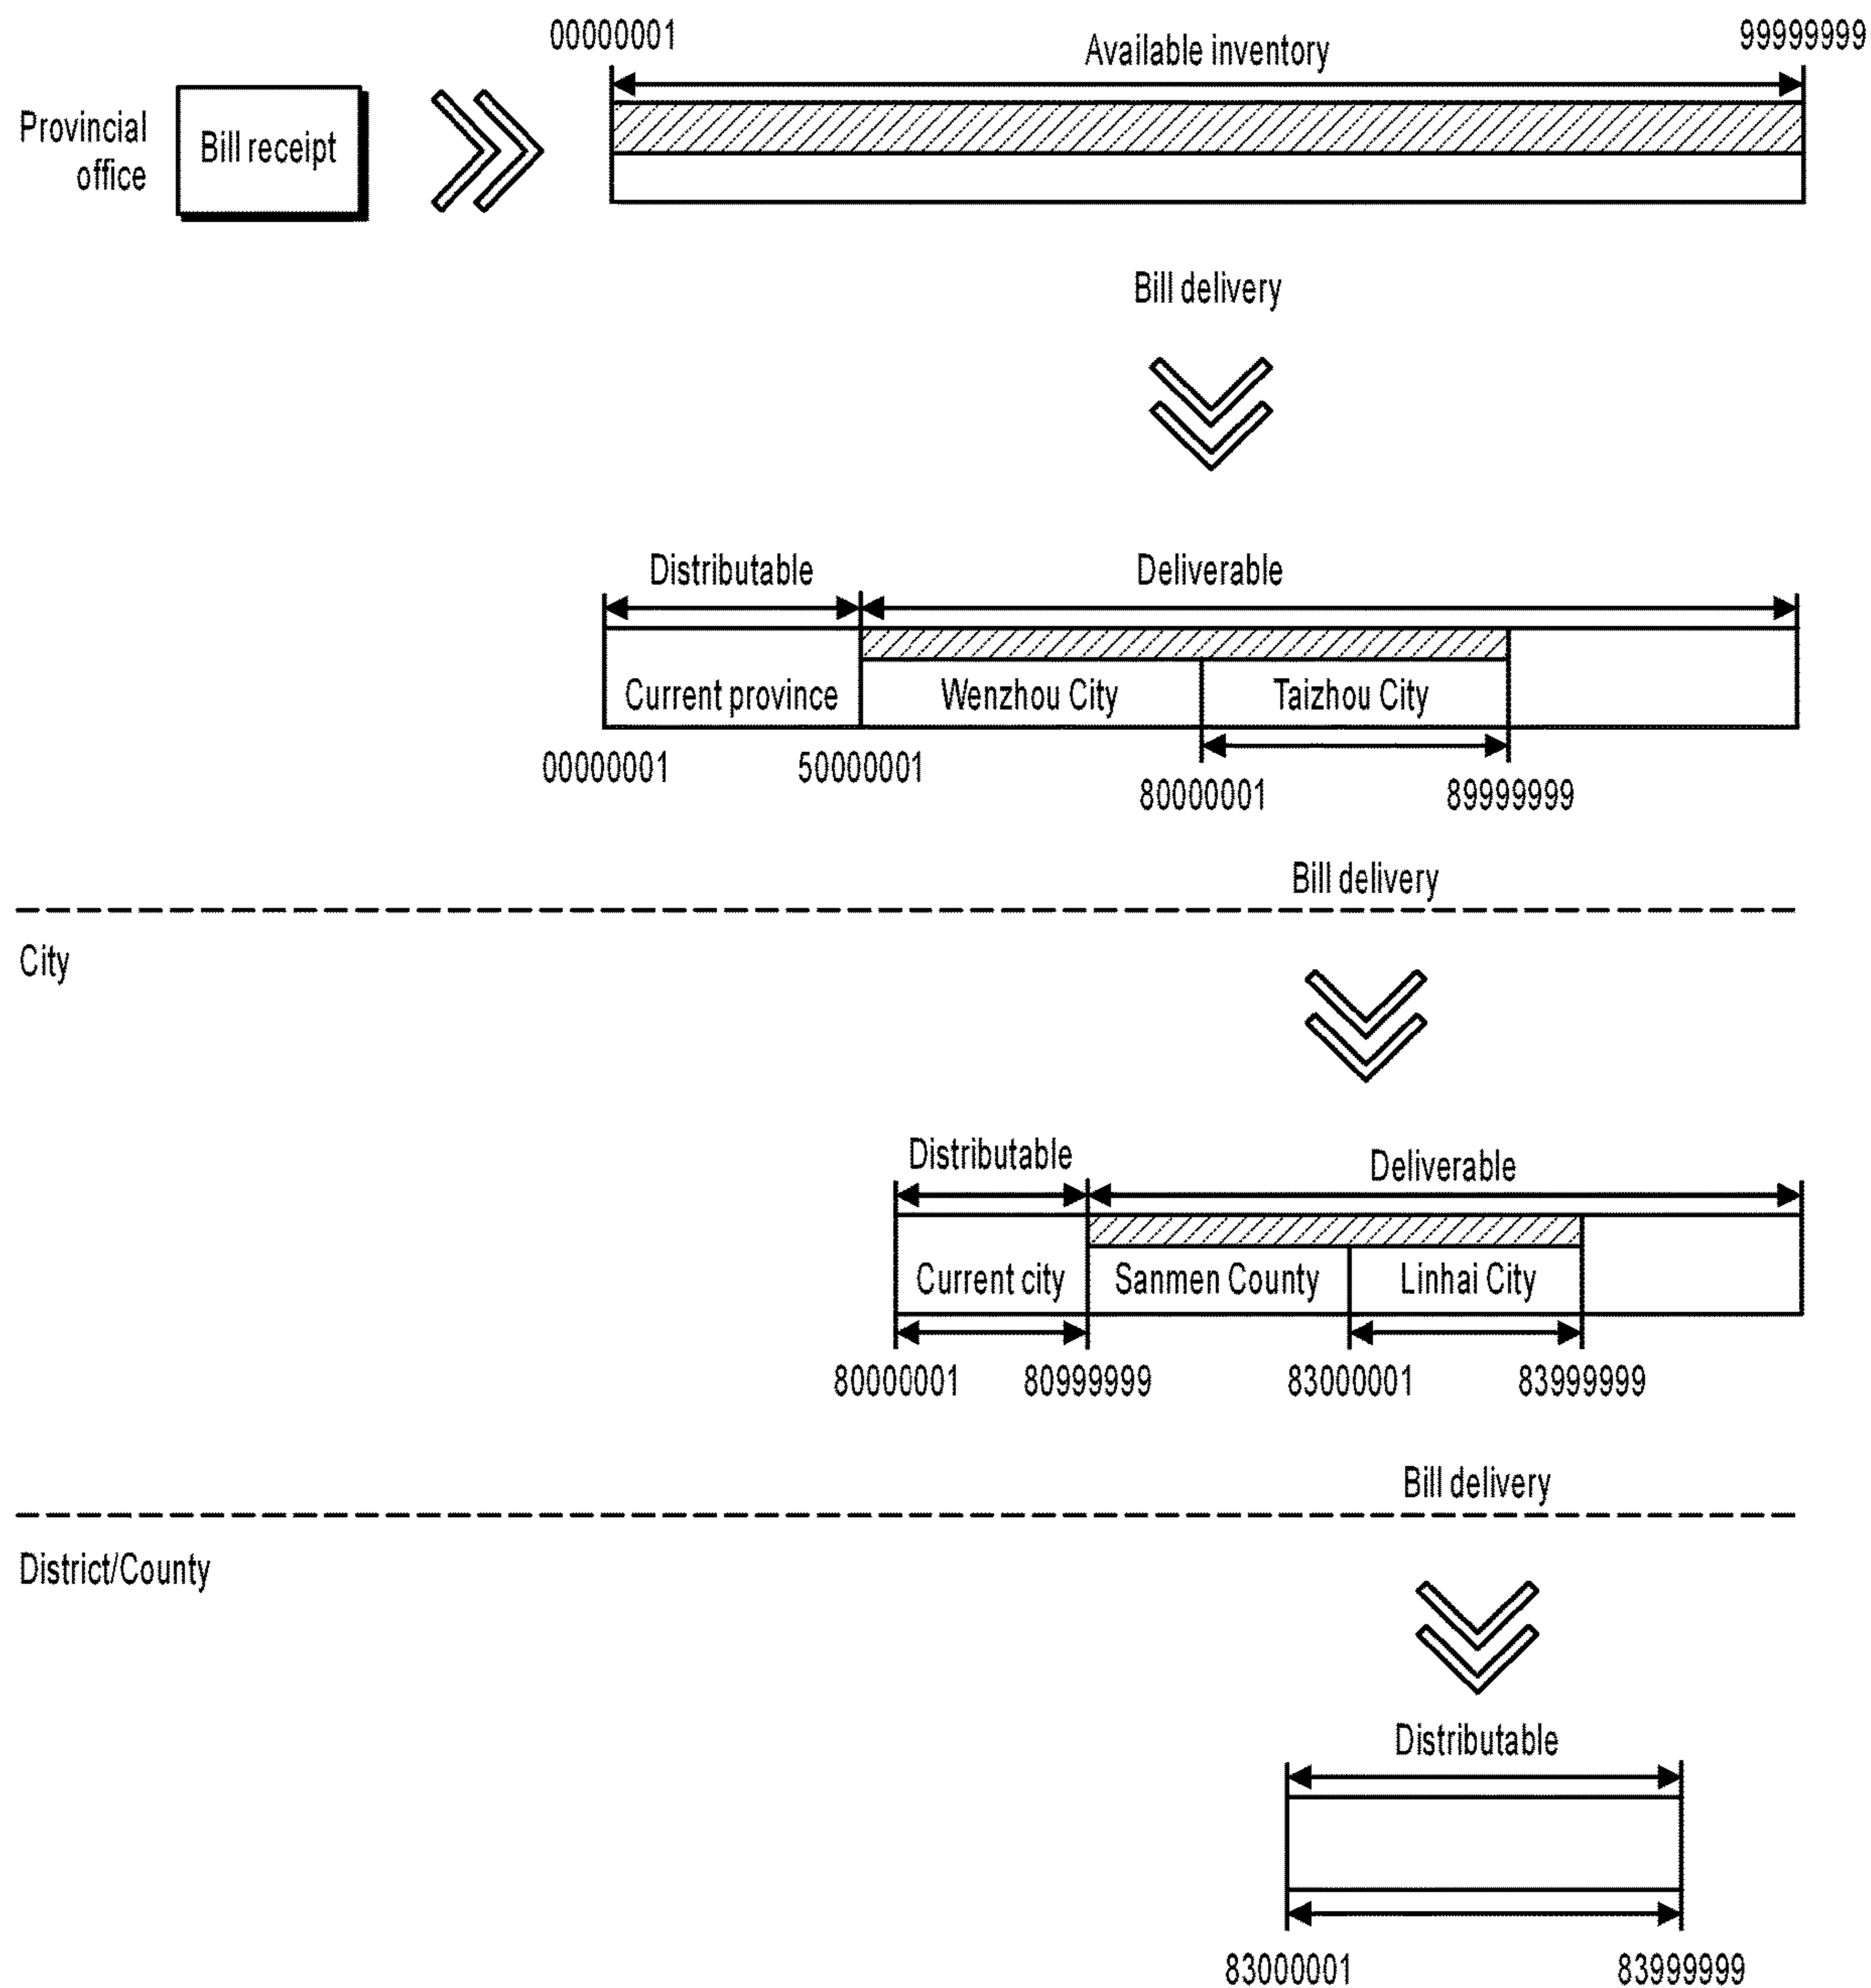 00000001
Available inventory
99999999
Provincial
office
Bill receipt
Bill delivery
Distributable
Deliverable
Current province
Wenzhou City
Taizhou City
00000001
50000001
80000001
89999999
Bill delivery
City
Distributable
Deliverable
Current city
Sanmen County
Linhai City
80000001
80999999
83000001
83999999
Bill delivery
District/County
Distributable
83000001
83999999